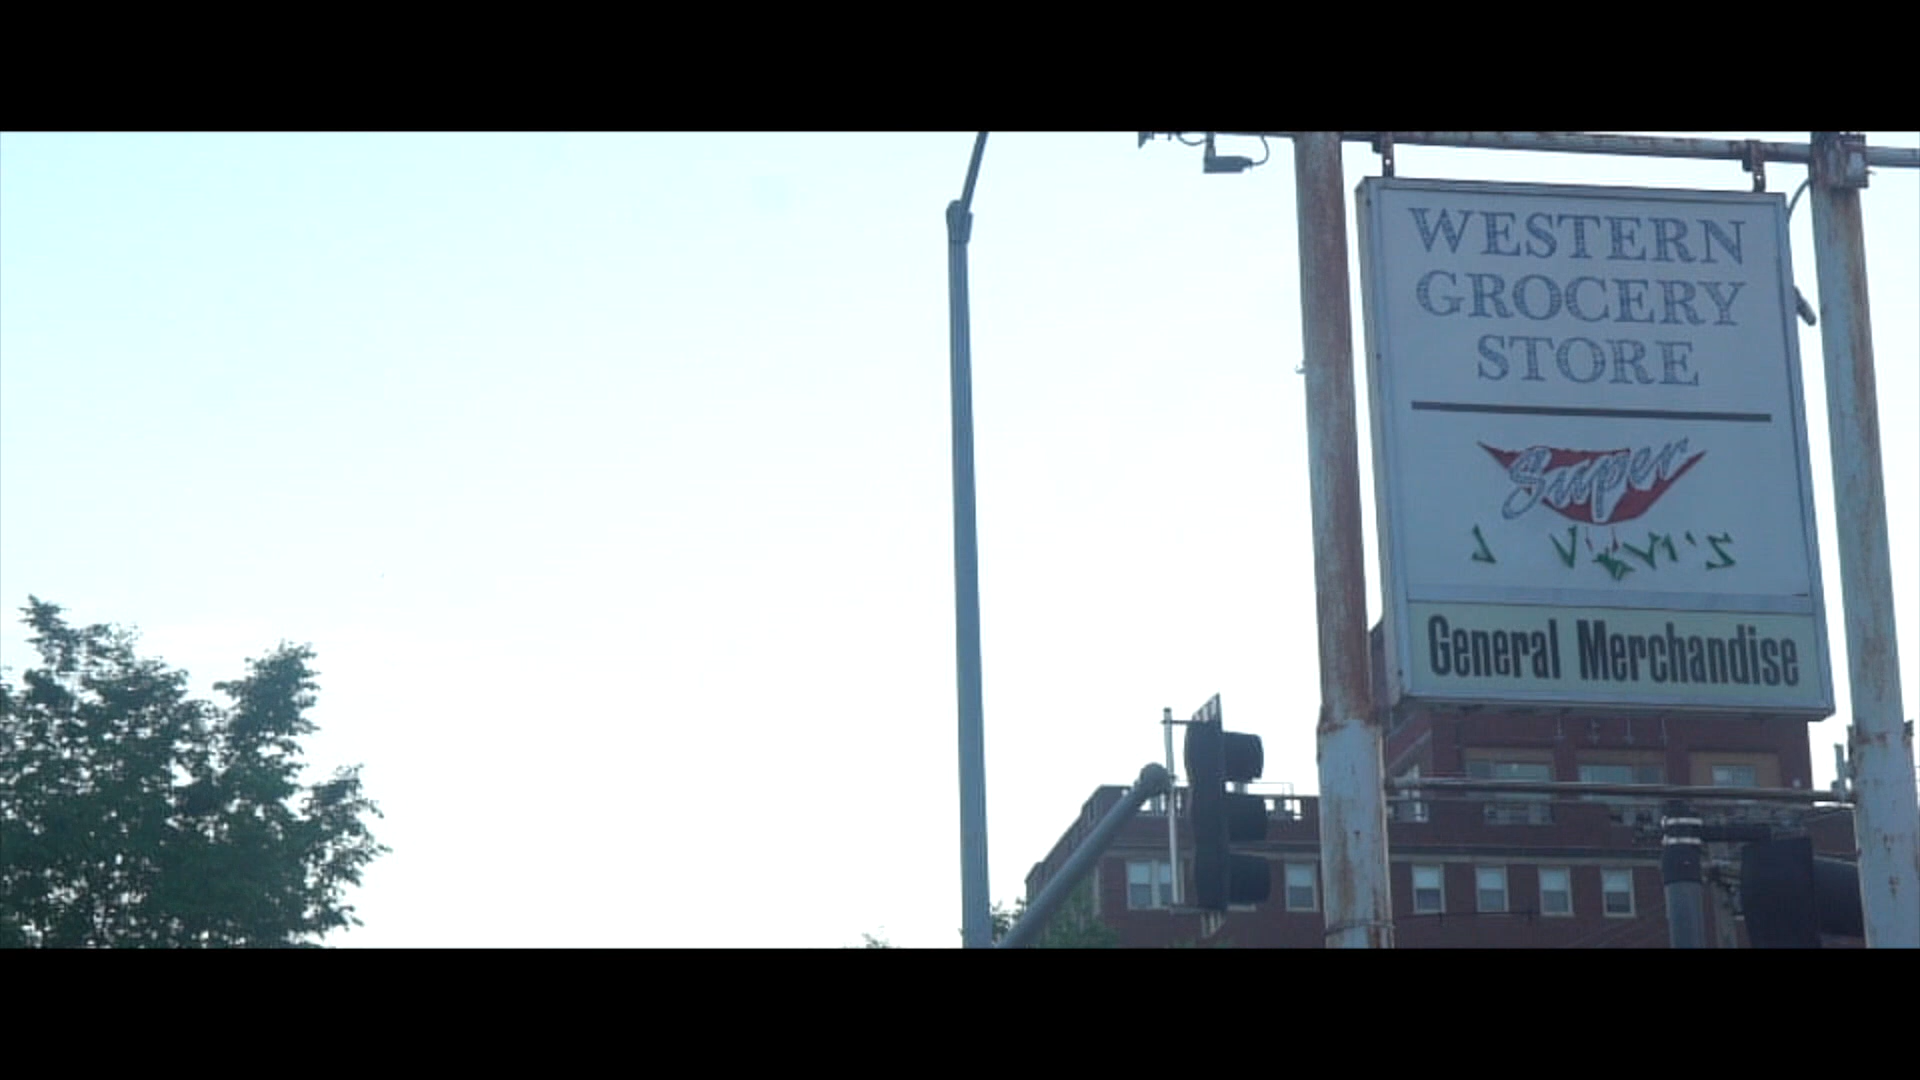 WESTERN
GROCERY
STORE
Super
General Merchandise